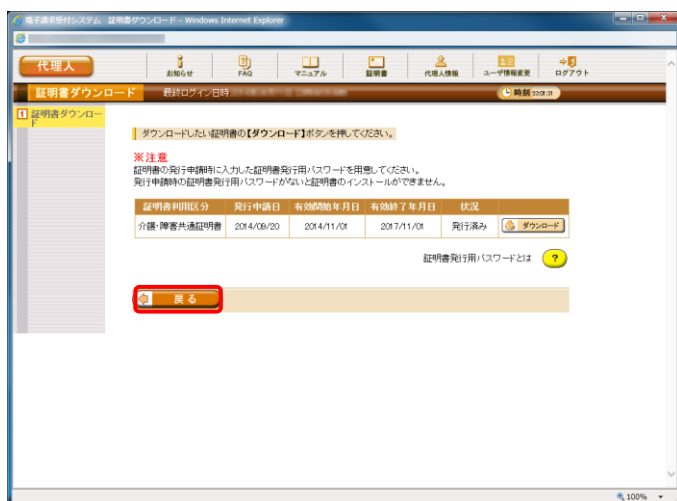 電子請求受付システム 証明書ダウンロード - Windows Internet Explorer
代理人
お知らせ FAQ マニュアル 証明書 代理人情報 ユーザ情報変更 ログアウト
証明書ダウンロード 最終ログイン日時 時刻
1 証明書ダウンロー
ド
ダウンロードしたい証明書の【ダウンロード】ボタンを押してください。
※注意
証明書の発行申請時に入力した証明書発行用パスワードを用意してください。
発行申請時の証明書発行用パスワードがないと証明書のインストールができません。
証明書利用区分 発行申請日 有効開始年月日 有効終了年月日 状況
介護・障害共通証明書 2014/09/20 2014/11/01 2017/11/01 発行済み ダウンロード
証明書発行用パスワードとは ?
戻る
100%